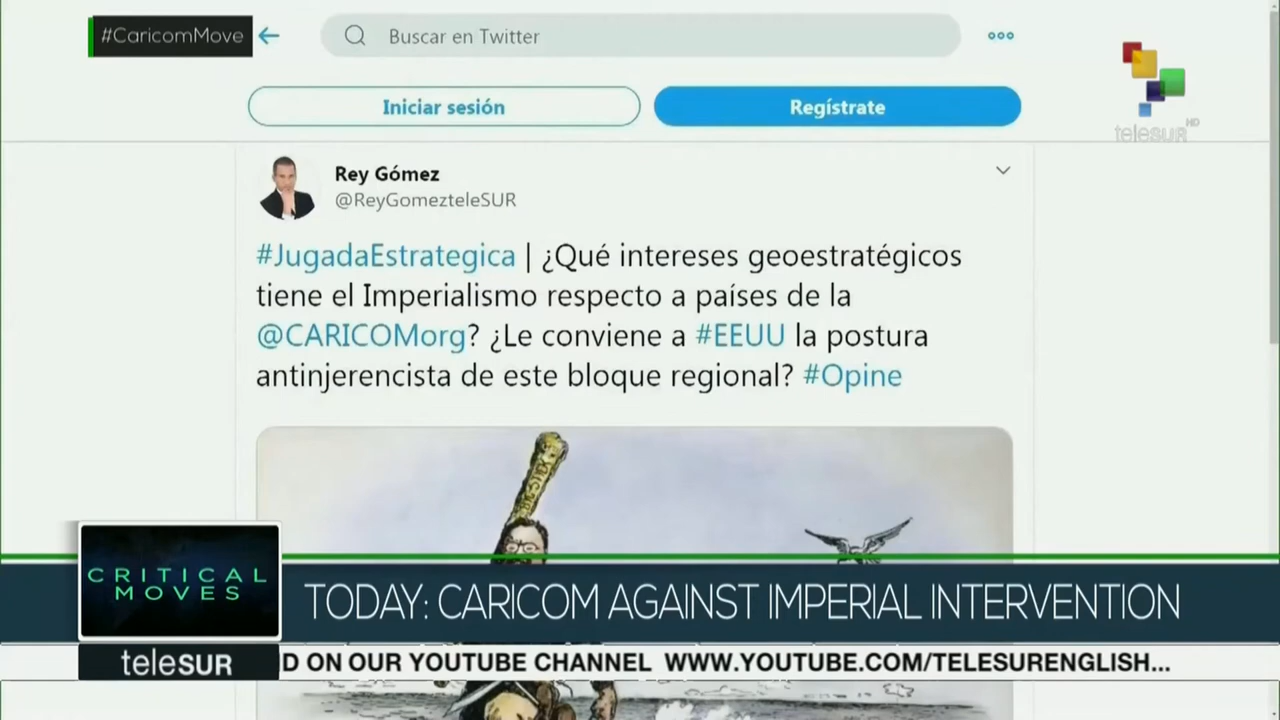 #CaricomMove
Buscar en Twitter
Iniciar sesión
Regístrate
teleSUR HD
Rey Gómez
@ReyGomezteleSUR
#JugadaEstrategica | ¿Qué intereses geoestratégicos
tiene el Imperialismo respecto a países de la
@CARICOMorg? ¿Le conviene a #EEUU la postura
antinjerencista de este bloque regional? #Opine
BIG STICK
CRITICAL
MOVES
TODAY: CARICOM AGAINST IMPERIAL INTERVENTION
teleSUR
D ON OUR YOUTUBE CHANNEL WWW.YOUTUBE.COM/TELESURENGLISH...